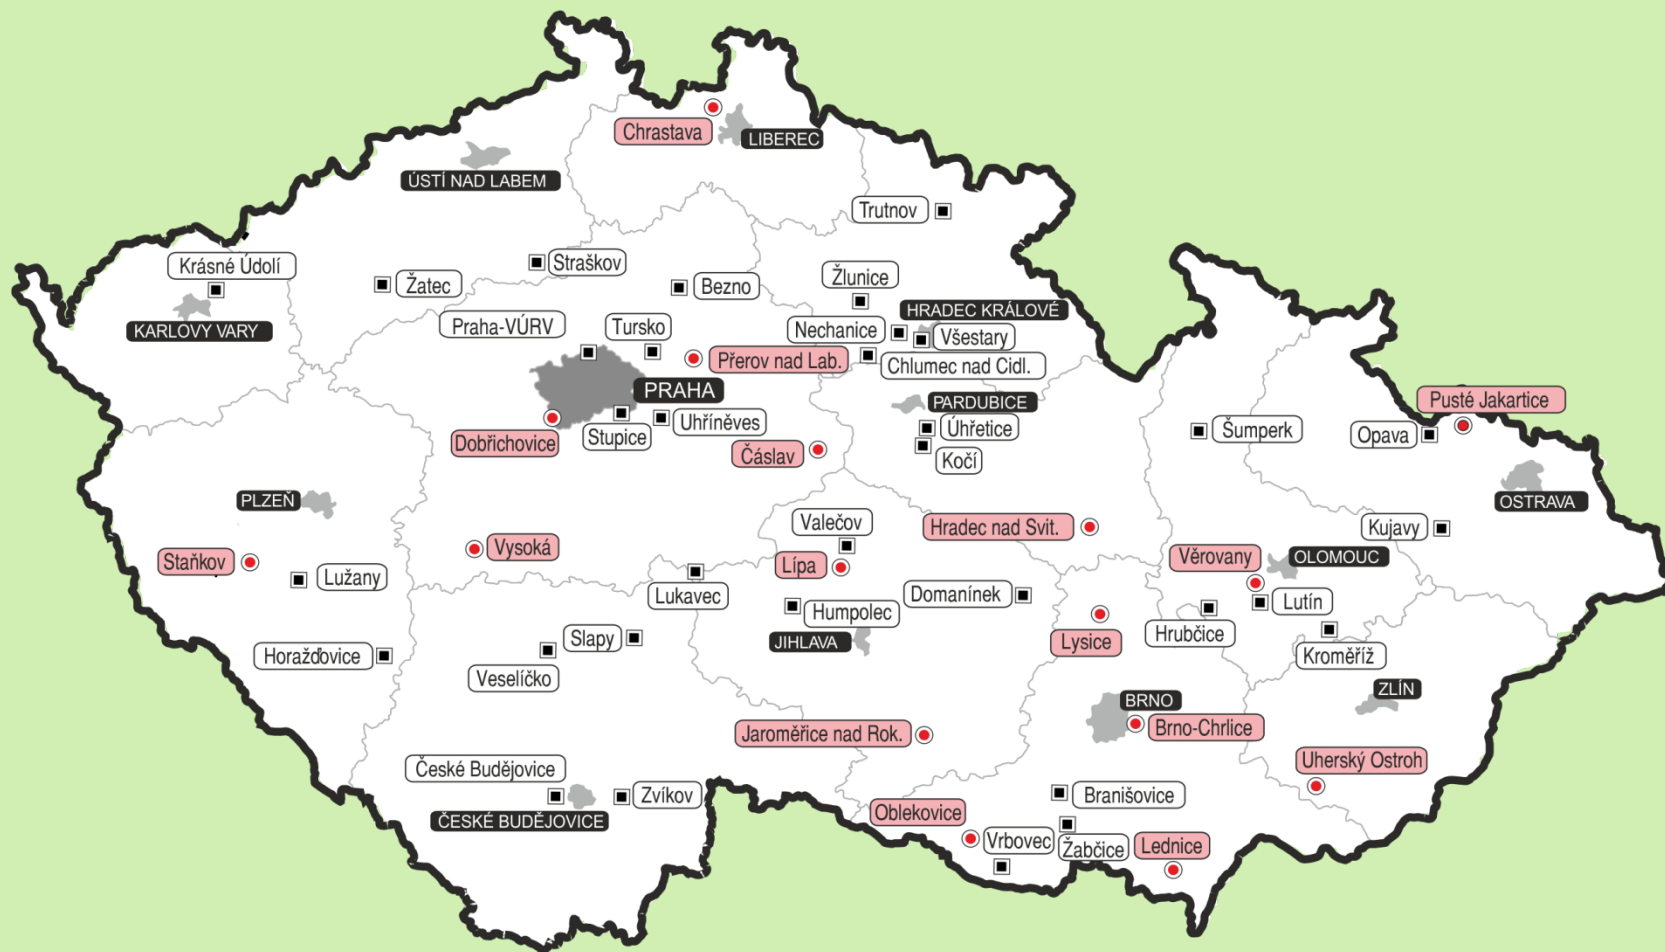 Chrastava
LIBEREC
ÚSTÍ NAD LABEM
Trutnov
Krásné Údolí
Straškov
Žatec
Bezno
Žlunice
KARLOVY VARY
Praha-VÚRV
Tursko
HRADEC KRÁLOVÉ
Nechanice
Všestary
Přerov nad Lab.
Chlumec nad Cidl.
PRAHA
PARDUBICE
Pusté Jakartice
Dobřichovice
Stupice
Uhříněves
Úhřetice
Šumperk
Opava
Čáslav
Kočí
PLZEŇ
OSTRAVA
Valečov
Hradec nad Svit.
Kujavy
Vysoká
Staňkov
Lípa
Věrovany
OLOMOUC
Lužany
Lukavec
Humpolec
Domanínek
Lutín
Slapy
JIHLAVA
Lysice
Hrubčice
Horažďovice
Veselíčko
Kroměříž
ZLÍN
BRNO
Jaroměřice nad Rok.
Brno-Chrlice
Uherský Ostroh
České Budějovice
Zvíkov
Branišovice
ČESKÉ BUDĚJOVICE
Oblekovice
Vrbovec
Žabčice
Lednice